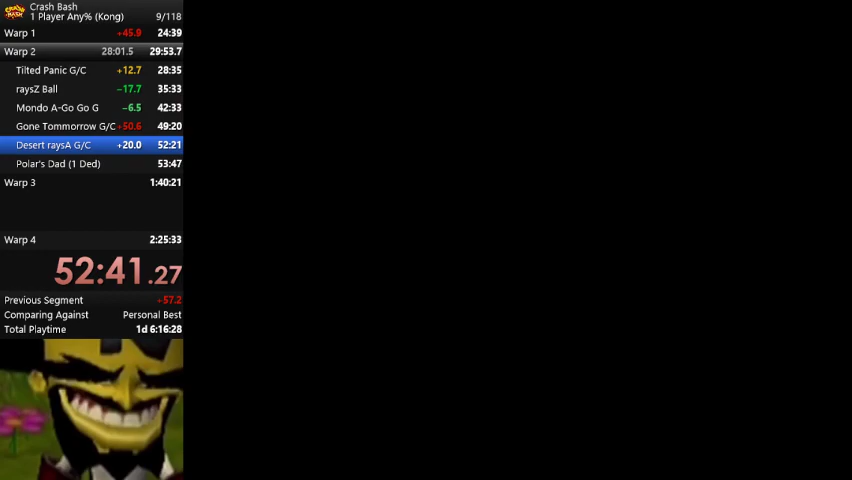 Crash Bash
1 Player Any% (Kong) 9/118
Warp 1 +45.9 24:39
Warp 2 28:01.5 29:53.7
Tilted Panic G/C +12.7 28:35
raysZ Ball −17.7 35:33
Mondo A-Go Go G −6.5 42:33
Gone Tommorrow G/C +50.6 49:20
Desert raysA G/C +20.0 52:21
Polar's Dad (1 Ded) 53:47
Warp 3 1:40:21
Warp 4 2:25:33
52:41.27
Previous Segment +57.2
Comparing Against Personal Best
Total Playtime 1d 6:16:28